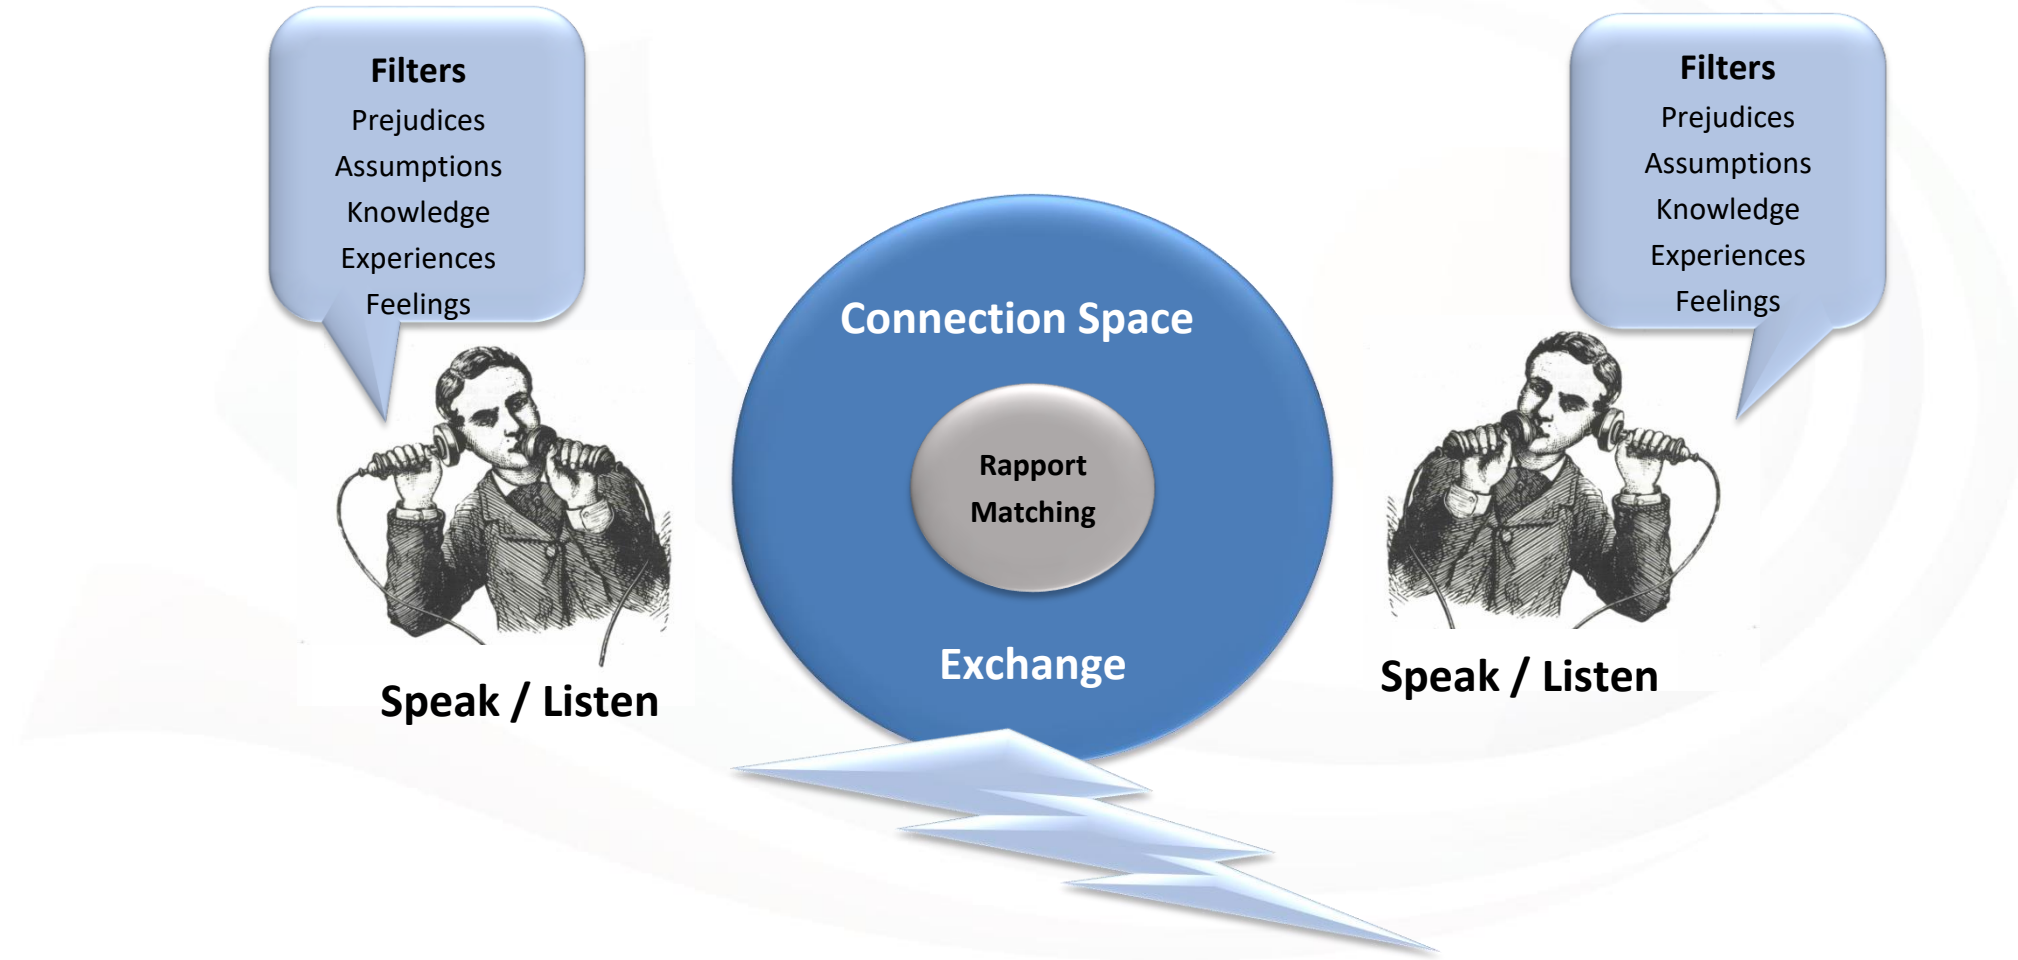 Filters
Prejudices
Assumptions
Knowledge
Experiences
Feelings
Speak / Listen
Connection Space
Rapport
Matching
Exchange
Filters
Prejudices
Assumptions
Knowledge
Experiences
Feelings
Speak / Listen